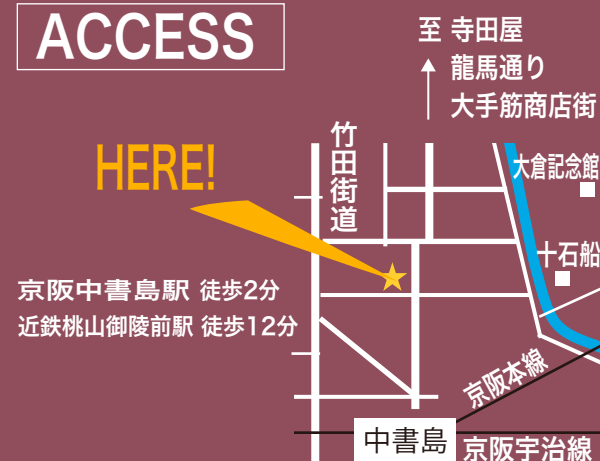 ACCESS
至 寺田屋
龍馬通り
大手筋商店街
竹田街道
HERE!
大倉記念館
十石船
京阪中書島駅 徒歩2分
近鉄桃山御陵前駅 徒歩12分
京阪本線
中書島
京阪宇治線